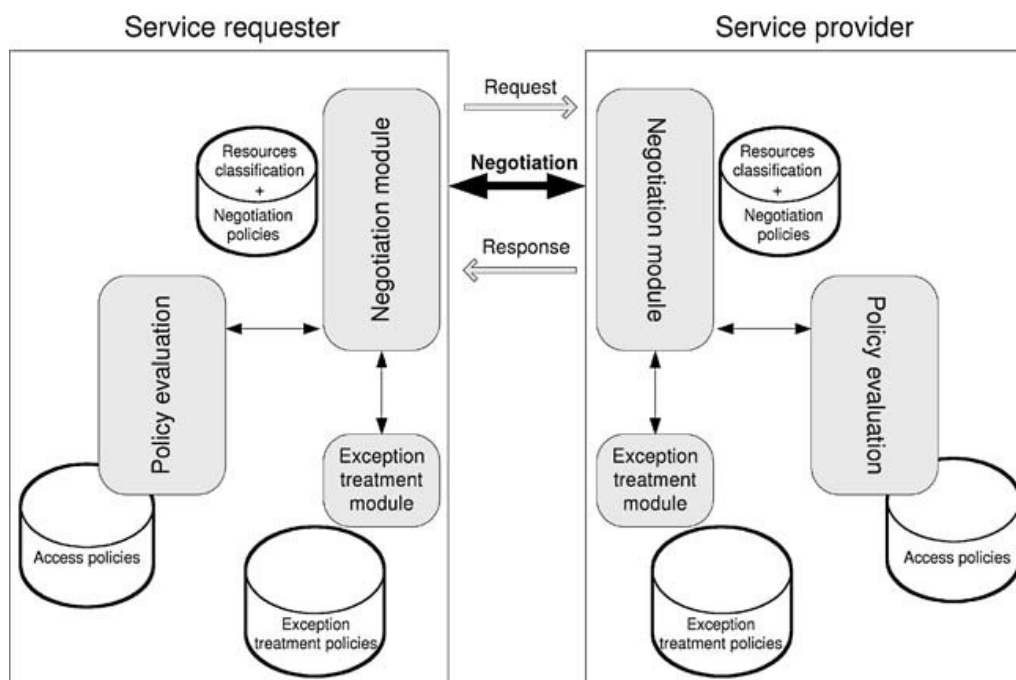 Service requester
Service provider
Request
Negotiation
Response
Resources
classification
+
Negotiation
policies
Negotiation module
Policy evaluation
Exception
treatment
module
Access policies
Exception
treatment policies
Negotiation module
Resources
classification
+
Negotiation
policies
Policy evaluation
Exception
treatment
module
Access policies
Exception
treatment policies